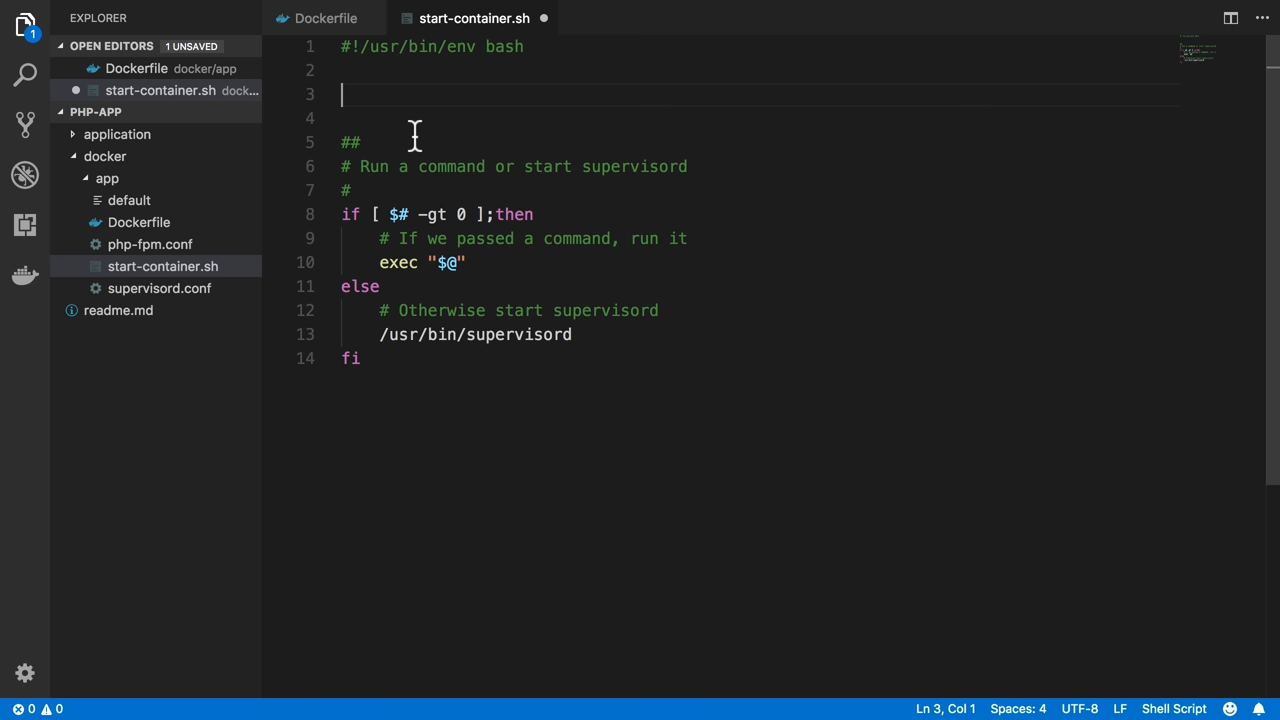 EXPLORER
OPEN EDITORS 1 UNSAVED
Dockerfile docker/app
start-container.sh dock...
PHP-APP
application
docker
app
default
Dockerfile
php-fpm.conf
start-container.sh
supervisord.conf
readme.md
1
Dockerfile
start-container.sh
1 #!/usr/bin/env bash
2
3
4
5 ##
6 # Run a command or start supervisord
7 #
8 if [ $# -gt 0 ];then
9 # If we passed a command, run it
10 exec "$@"
11 else
12 # Otherwise start supervisord
13 /usr/bin/supervisord
14 fi
0 0
Ln 3, Col 1 Spaces: 4 UTF-8 LF Shell Script